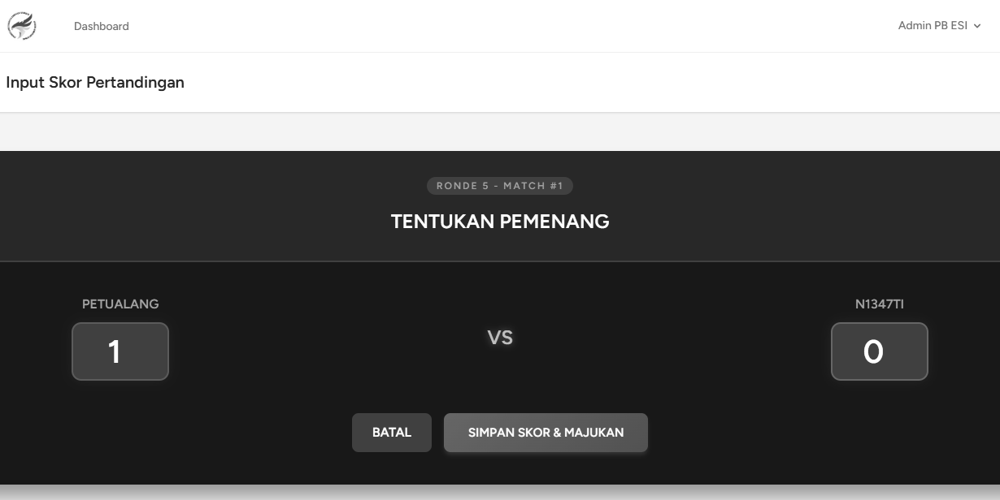 Dashboard
Admin PB ESI
Input Skor Pertandingan
RONDE 5 - MATCH #1
TENTUKAN PEMENANG
PETUALANG
N1347TI
1
VS
0
BATAL
SIMPAN SKOR & MAJUKAN